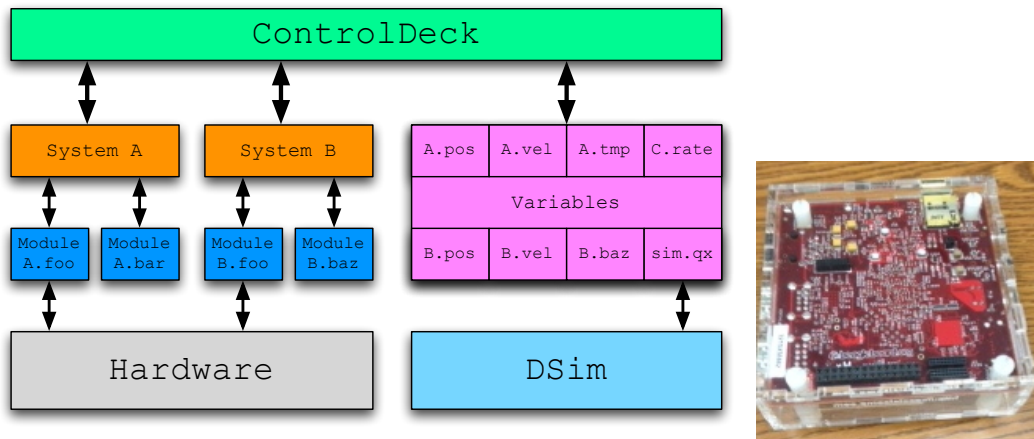 ControlDeck
System A
System B
A.pos
A.vel
A.tmp
C.rate
Variables
Module
A.foo
Module
A.bar
Module
B.foo
Module
B.baz
B.pos
B.vel
B.baz
sim.qx
Hardware
DSim